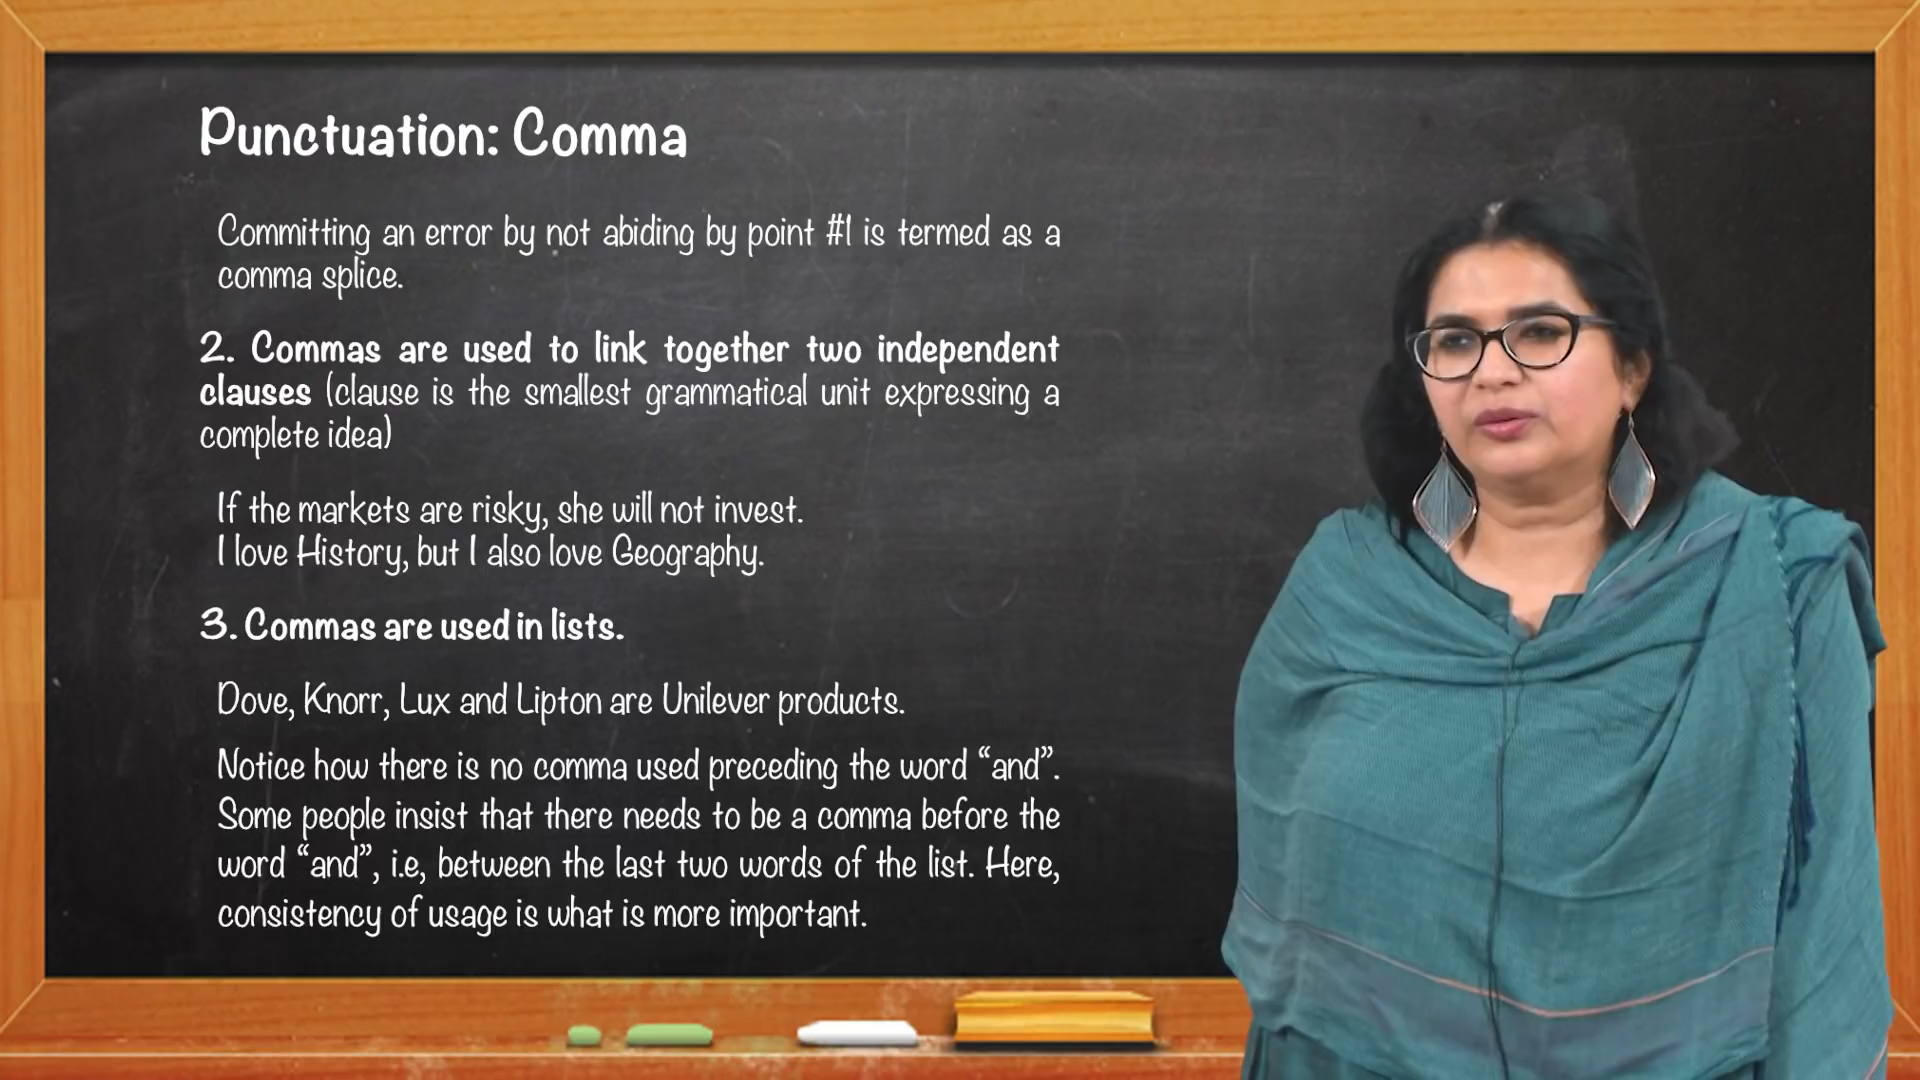 Punctuation: Comma
Committing an error by not abiding by point #1 is termed as a
comma splice.
2. Commas are used to link together two independent
clauses (clause is the smallest grammatical unit expressing a
complete idea)
If the markets are risky, she will not invest.
I love History, but I also love Geography.
3. Commas are used in lists.
Dove, Knorr, Lux and Lipton are Unilever products.
Notice how there is no comma used preceding the word “and”.
Some people insist that there needs to be a comma before the
word “and”, i.e, between the last two words of the list. Here,
consistency of usage is what is more important.